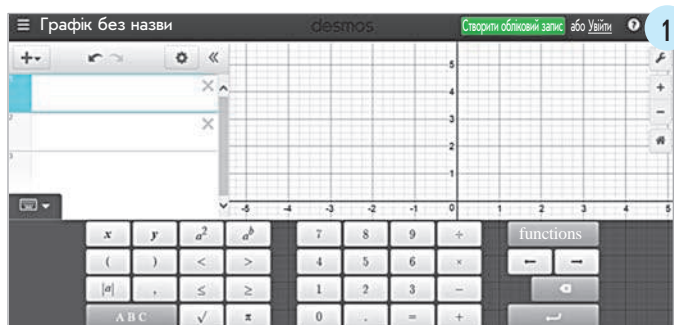 Графік без назви desmos Створити обліковий запис або Увійти ? 1
5
4
2
3
3
2
1
-5 -4 -3 -2 -1 0 1 2 3 4 5
x y a² aᵇ 7 8 9 ÷ functions
( ) < > 4 5 6 × ← →
|a| , ≤ ≥ 1 2 3 −
A B C √ π 0 . = +